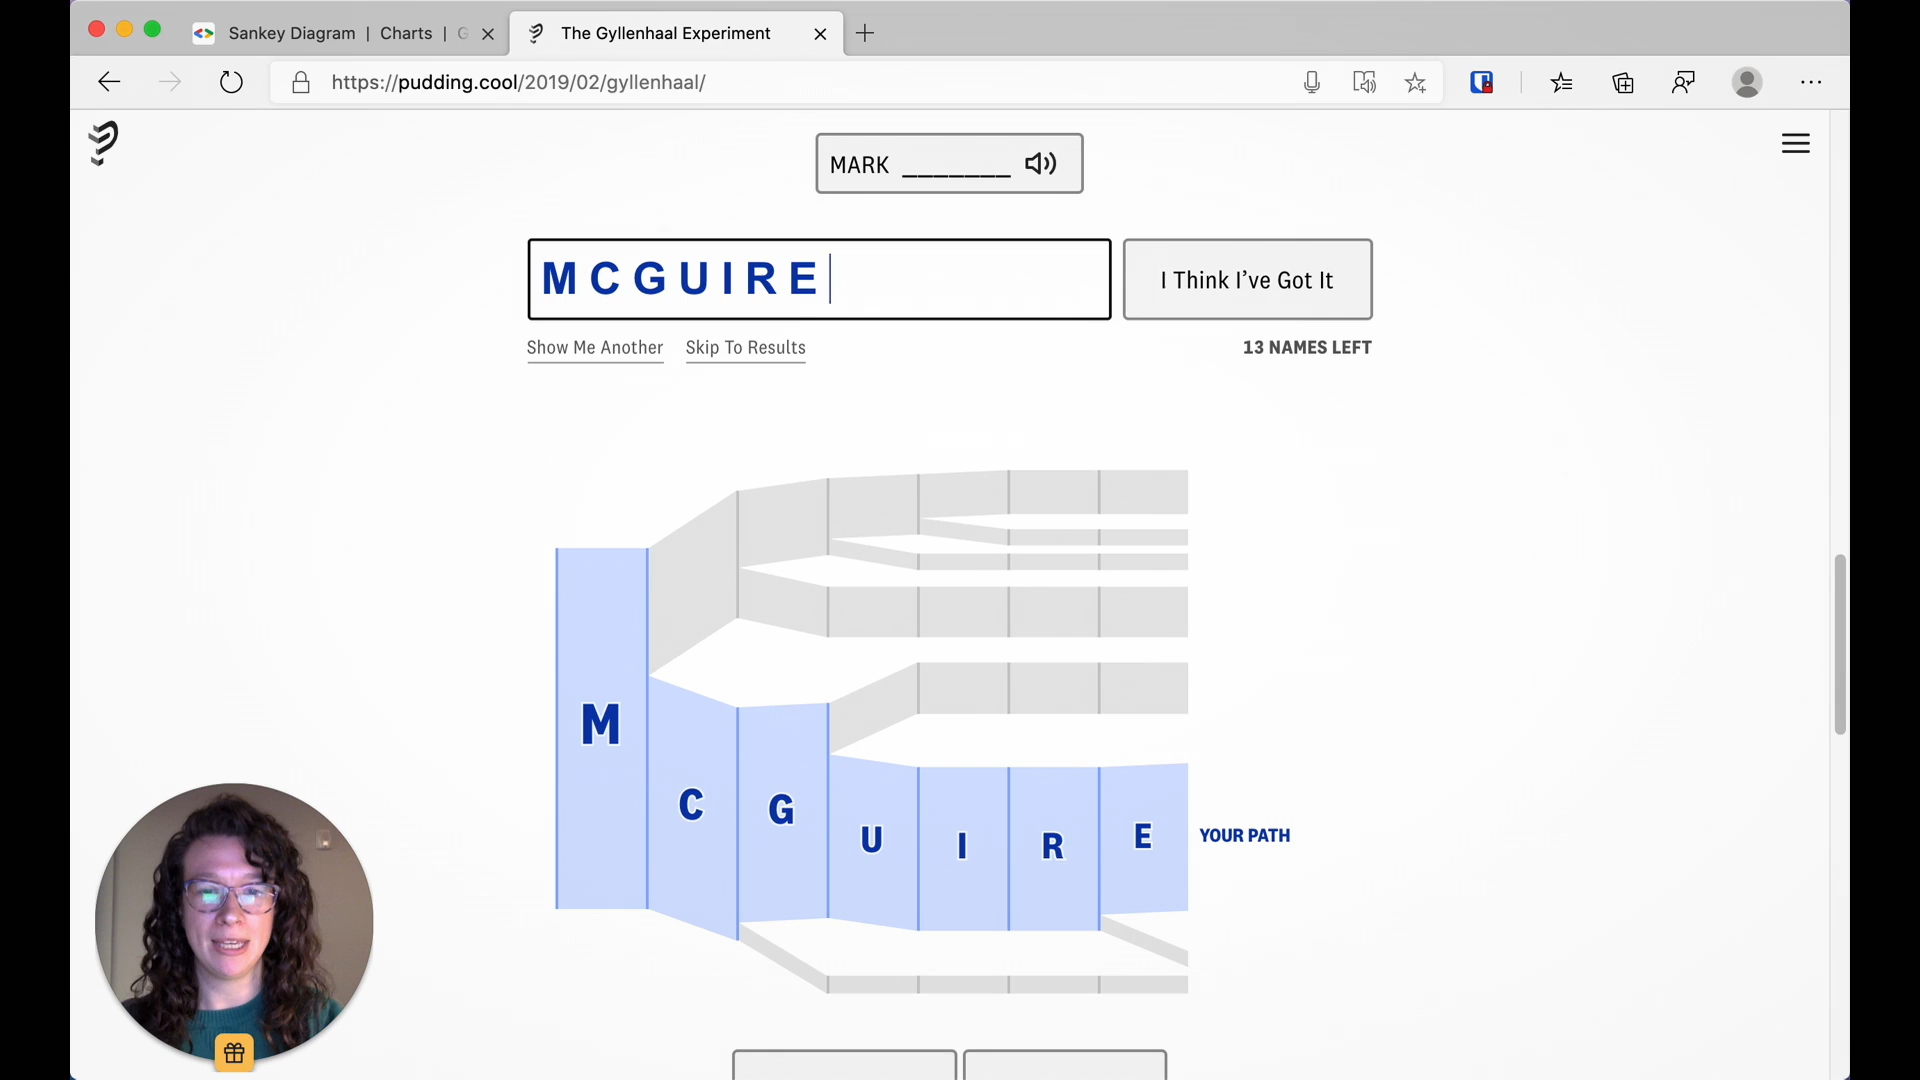 Sankey Diagram | Charts | G
The Gyllenhaal Experiment
https://pudding.cool/2019/02/gyllenhaal/
MARK _______
MCGUIRE
I Think I've Got It
Show Me Another
Skip To Results
13 NAMES LEFT
M
C
G
U
I
R
E
YOUR PATH